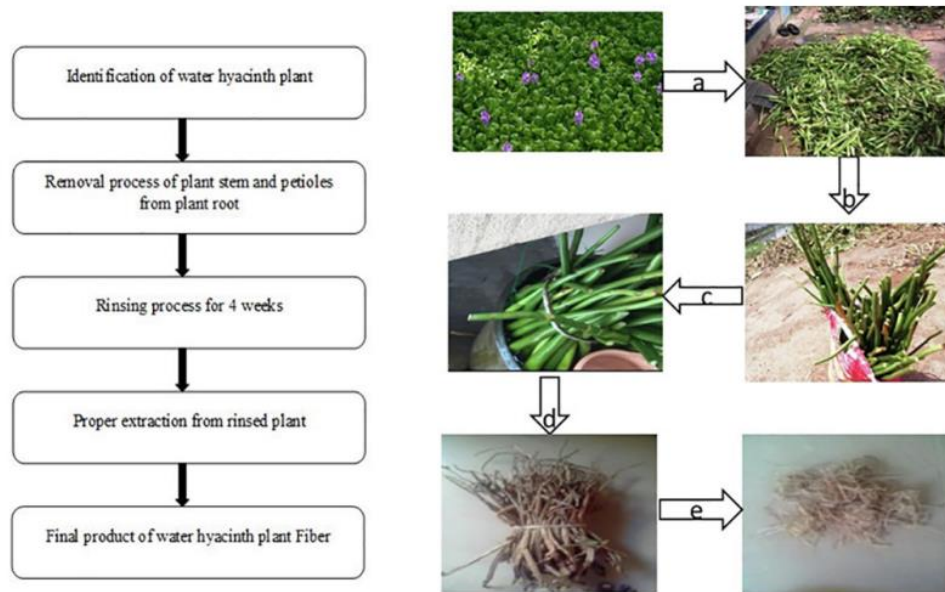 Identification of water hyacinth plant
Removal process of plant stem and petioles
from plant root
Rinsing process for 4 weeks
Proper extraction from rinsed plant
Final product of water hyacinth plant Fiber
a
b
c
d
e